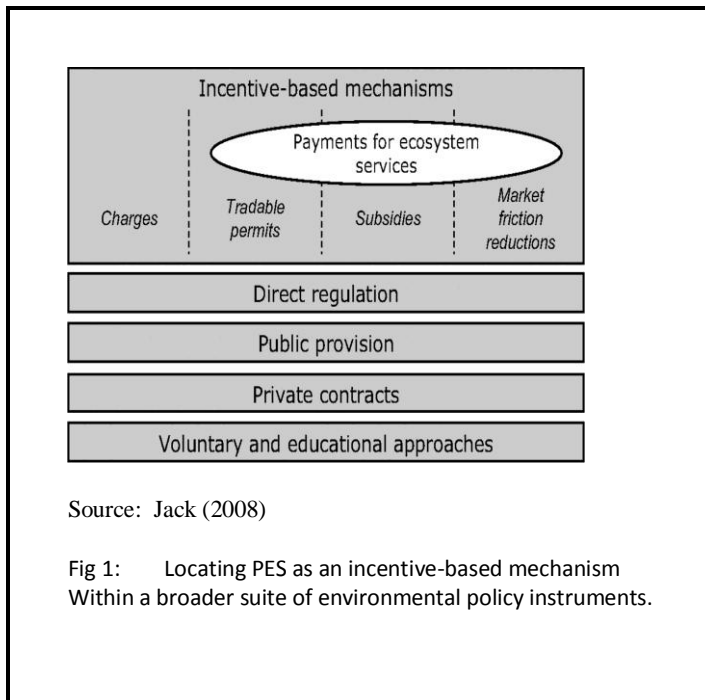 Incentive-based mechanisms
Payments for ecosystem
services
Charges
Tradable
permits
Subsidies
Market
friction
reductions
Direct regulation
Public provision
Private contracts
Voluntary and educational approaches
Source: Jack (2008)
Fig 1: Locating PES as an incentive-based mechanism
Within a broader suite of environmental policy instruments.